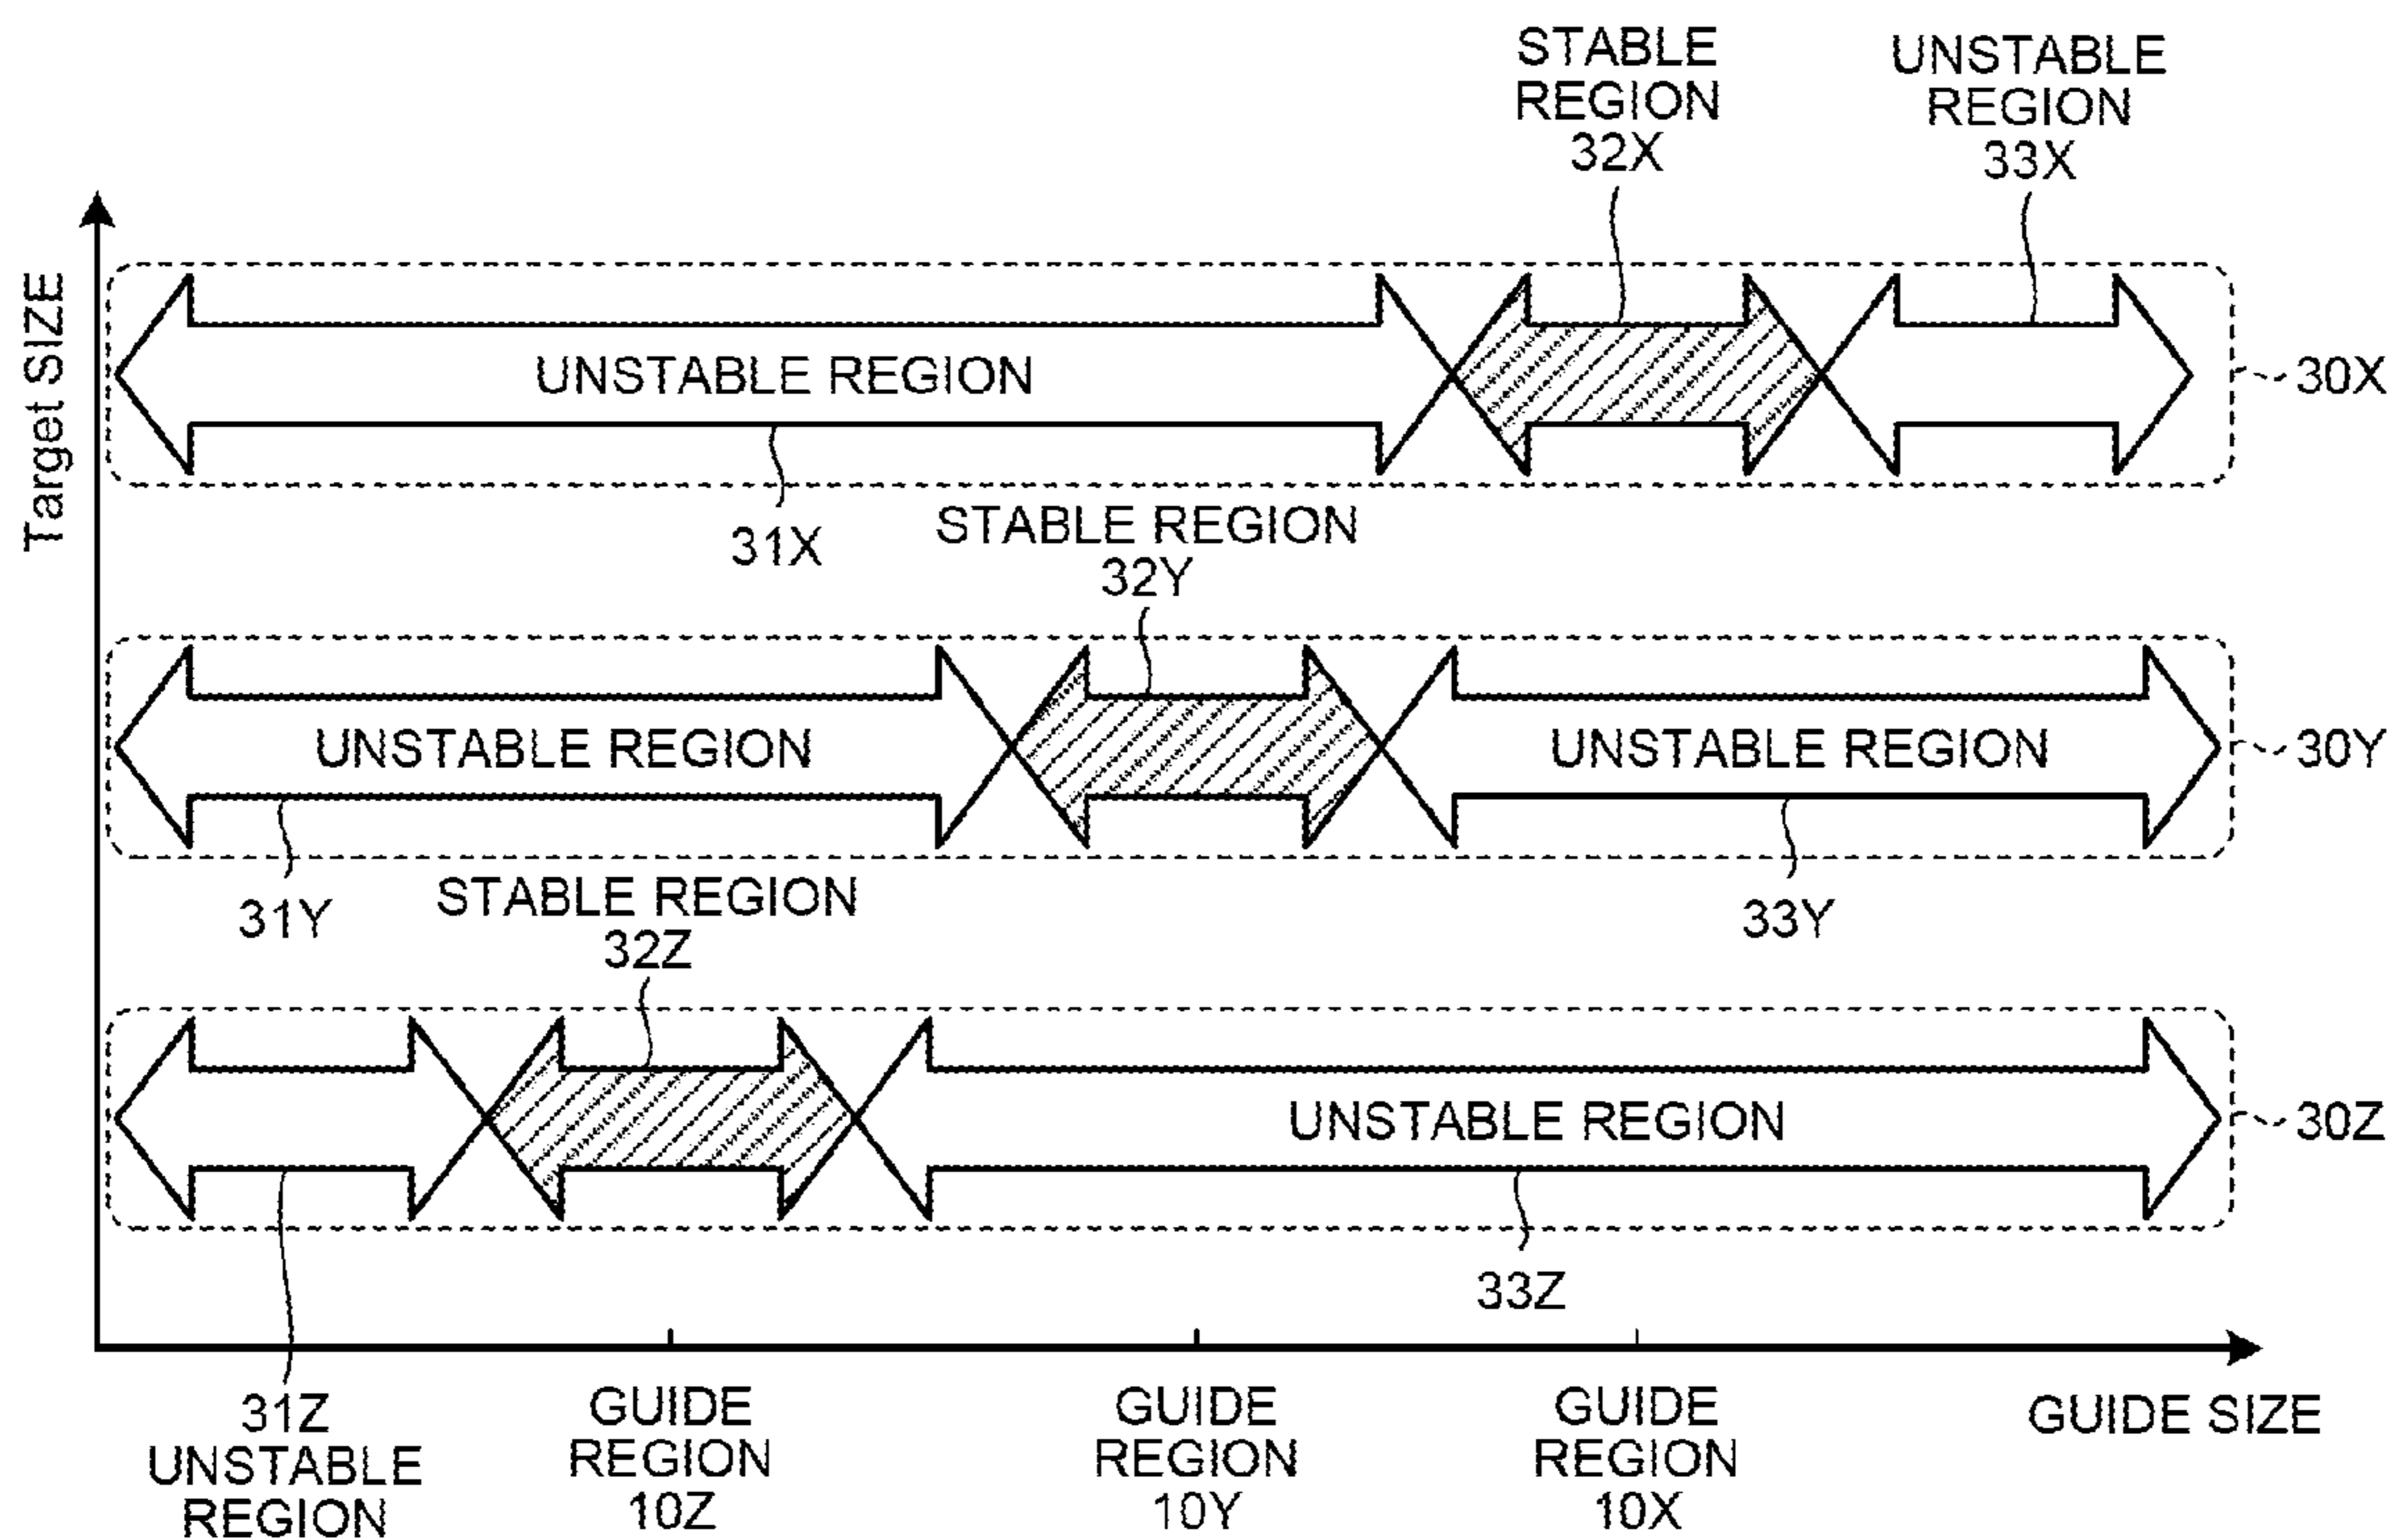 STABLE
REGION
32X
UNSTABLE
REGION
33X
Target SIZE
UNSTABLE REGION
30X
31X
STABLE REGION
32Y
UNSTABLE REGION
UNSTABLE REGION
30Y
31Y
STABLE REGION
32Z
33Y
UNSTABLE REGION
30Z
33Z
31Z
UNSTABLE
REGION
GUIDE
REGION
10Z
GUIDE
REGION
10Y
GUIDE
REGION
10X
GUIDE SIZE